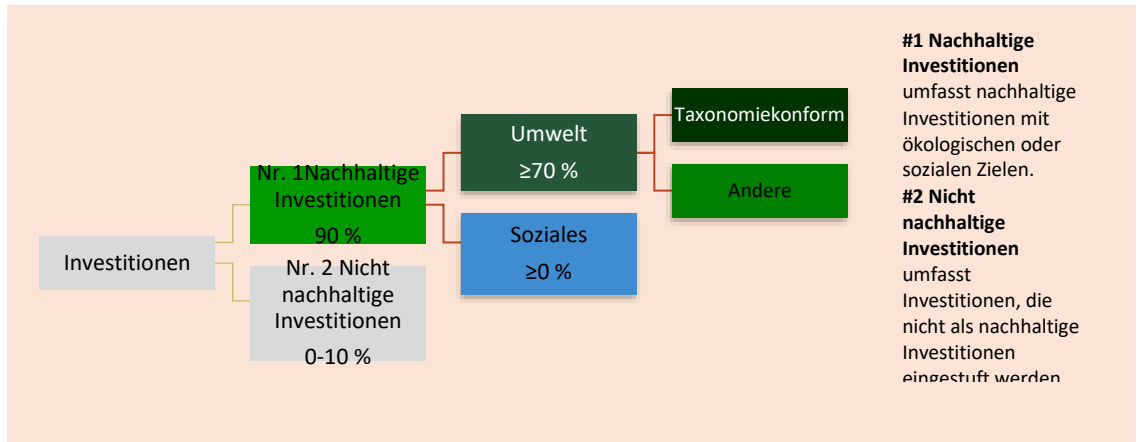 Investitionen
Nr. 1Nachhaltige
Investitionen
90 %
Nr. 2 Nicht
nachhaltige
Investitionen
0-10 %
Umwelt
≥70 %
Soziales
≥0 %
Taxonomiekonform
Andere
#1 Nachhaltige
Investitionen
umfasst nachhaltige
Investitionen mit
ökologischen oder
sozialen Zielen.
#2 Nicht
nachhaltige
Investitionen
umfasst
Investitionen, die
nicht als nachhaltige
Investitionen
eingestuft werden